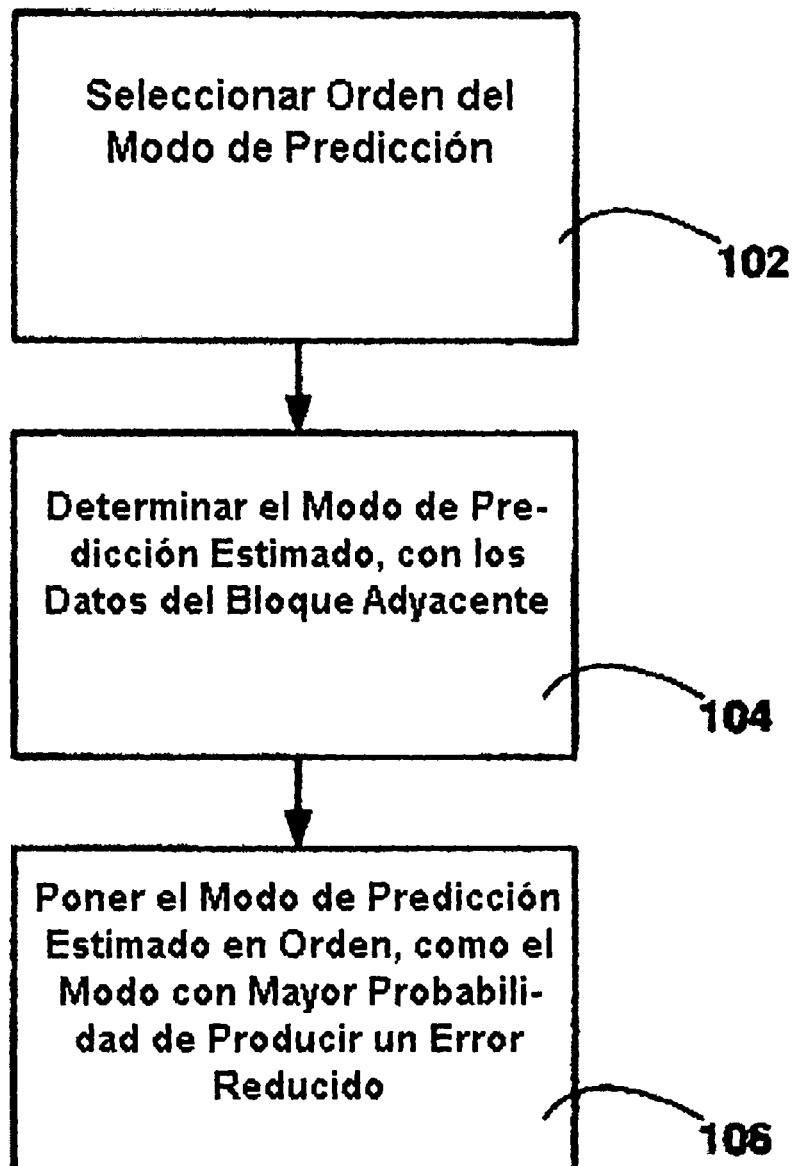 Seleccionar Orden del
Modo de Predicción
102
Determinar el Modo de Pre-
dicción Estimado, con los
Datos del Bloque Adyacente
104
Poner el Modo de Predicción
Estimado en Orden, como el
Modo con Mayor Probabili-
dad de Producir un Error
Reducido
106